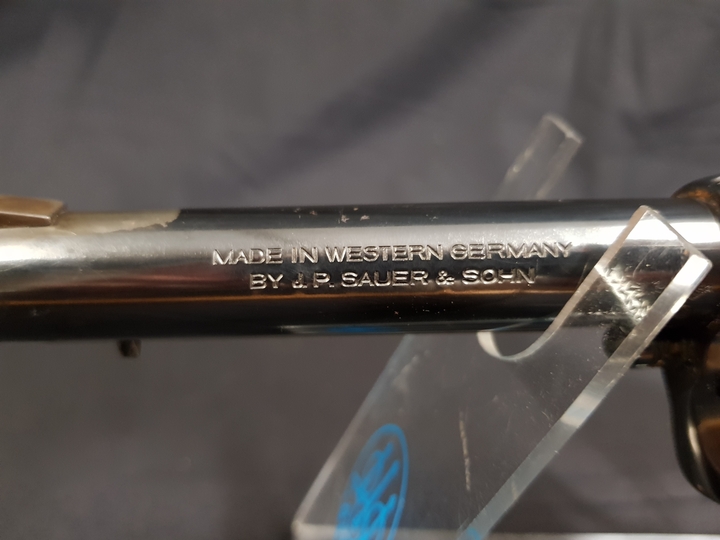 MADE IN WESTERN GERMANY
BY J.P. SAUER & SOHN